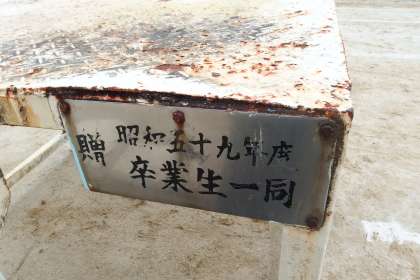 贈
昭和五十九年度
卒業生一同